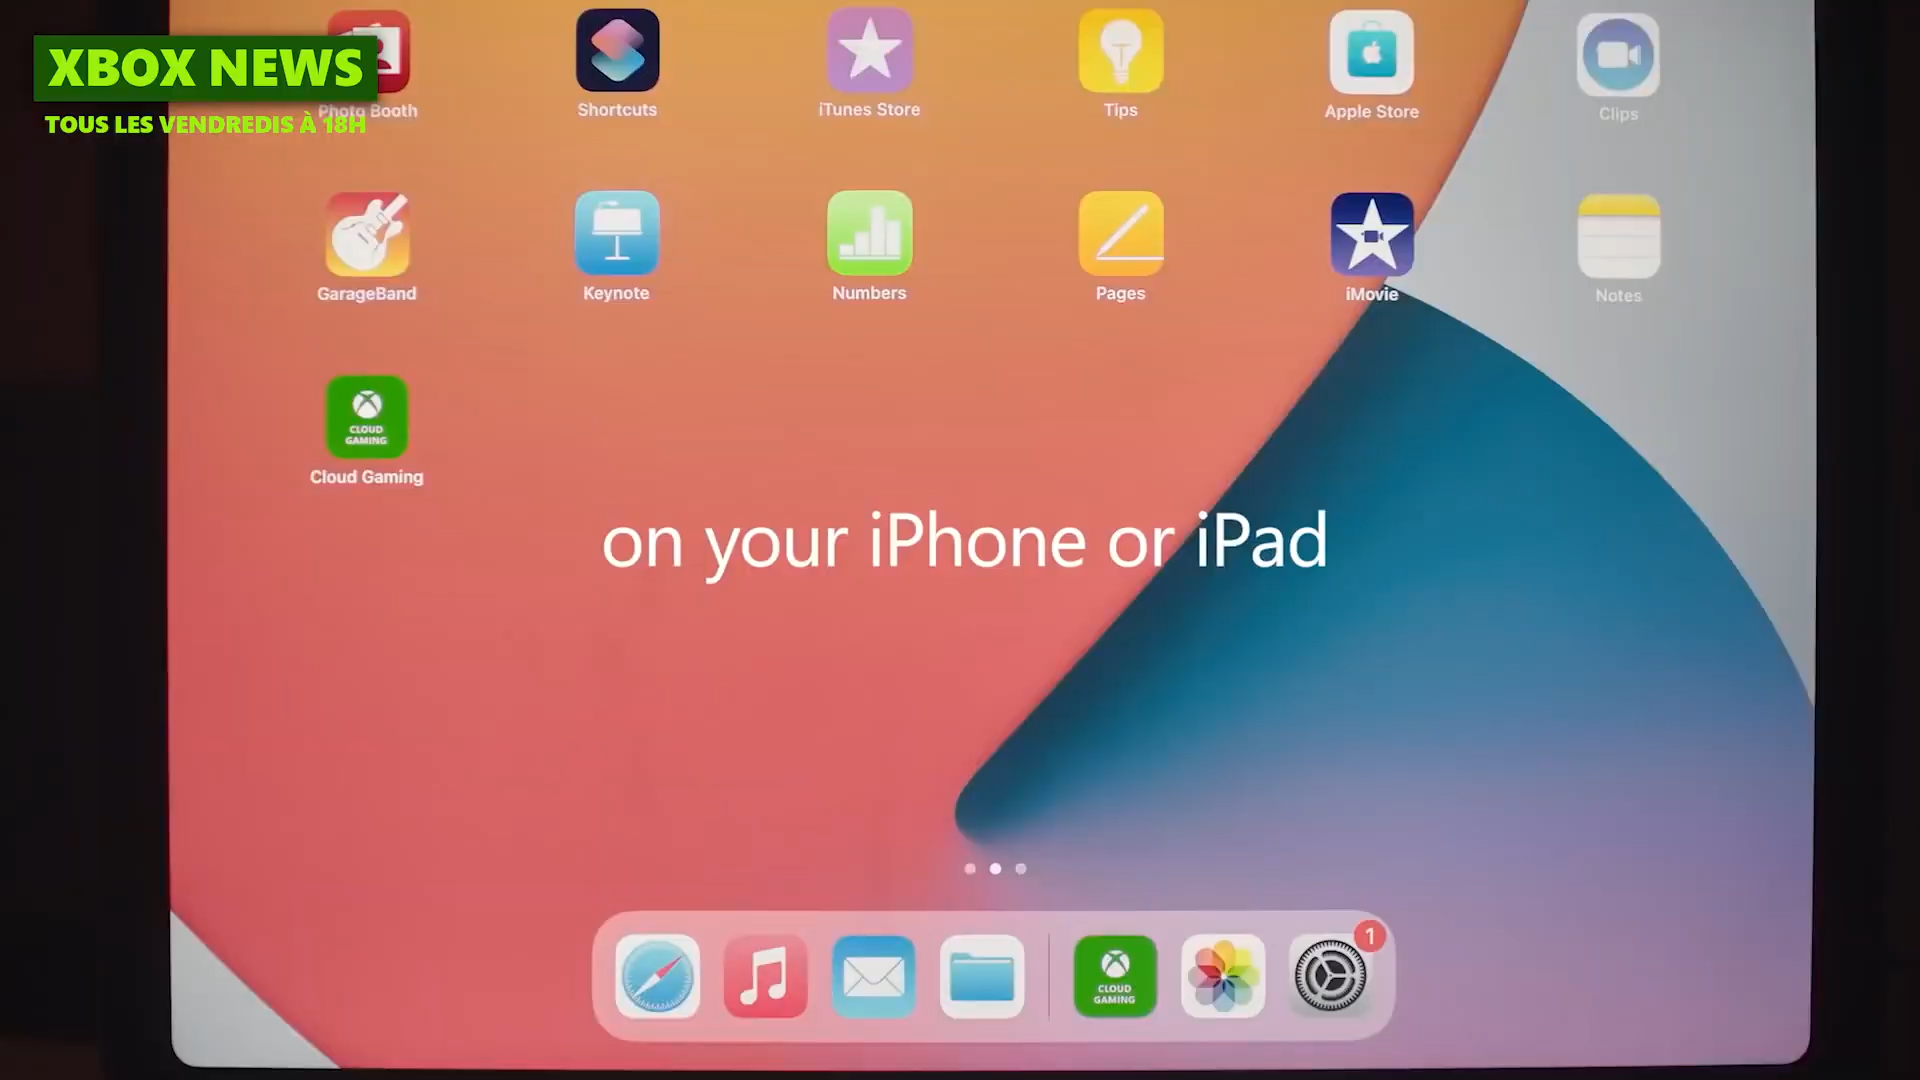 XBOX NEWS
TOUS LES VENDREDIS À 18H
Photo Booth
Shortcuts
iTunes Store
Tips
Apple Store
Clips
GarageBand
Keynote
Numbers
Pages
iMovie
Notes
CLOUD
GAMING
Cloud Gaming
on your iPhone or iPad
CLOUD
GAMING
1